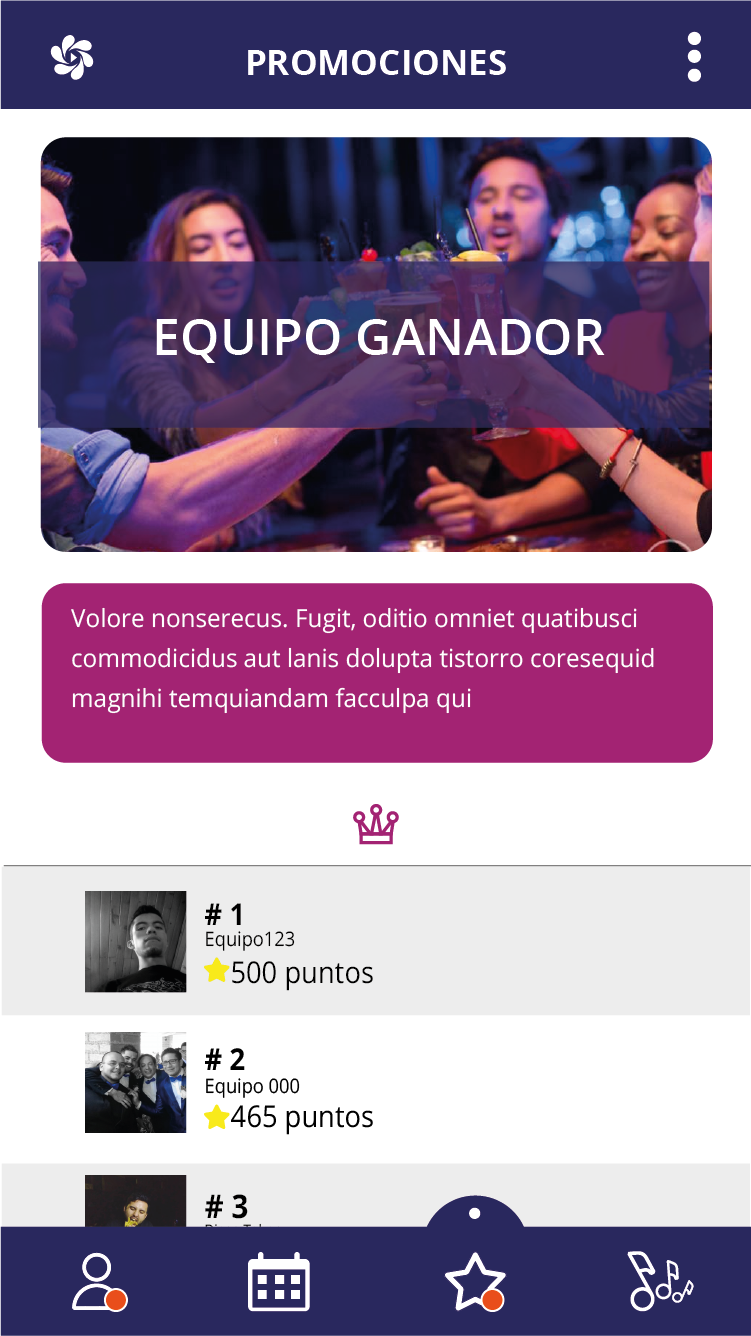 PROMOCIONES
EQUIPO GANADOR
Volore nonserecus. Fugit, oditio omniet quatibusci
commodicidus aut lanis dolupta tistorro coresequid
magnihi temquiandam facculpa qui
# 1
Equipo123
500 puntos
# 2
Equipo 000
465 puntos
# 3